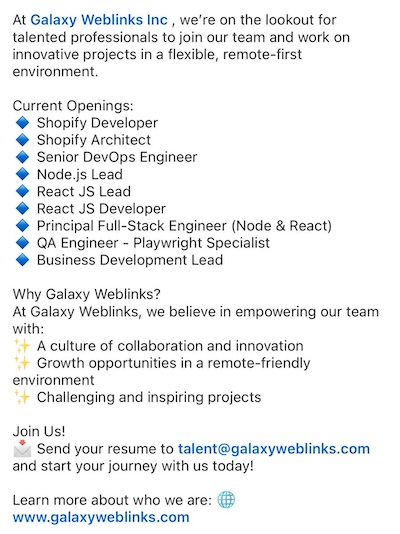 At Galaxy Weblinks Inc , we're on the lookout for
talented professionals to join our team and work on
innovative projects in a flexible, remote-first
environment.

Current Openings:
🔷 Shopify Developer
🔷 Shopify Architect
🔷 Senior DevOps Engineer
🔷 Node.js Lead
🔷 React JS Lead
🔷 React JS Developer
🔷 Principal Full-Stack Engineer (Node & React)
🔷 QA Engineer - Playwright Specialist
🔷 Business Development Lead

Why Galaxy Weblinks?
At Galaxy Weblinks, we believe in empowering our team
with:
✨ A culture of collaboration and innovation
✨ Growth opportunities in a remote-friendly
environment
✨ Challenging and inspiring projects

Join Us!
📩 Send your resume to talent@galaxyweblinks.com
and start your journey with us today!

Learn more about who we are: 🌐
www.galaxyweblinks.com